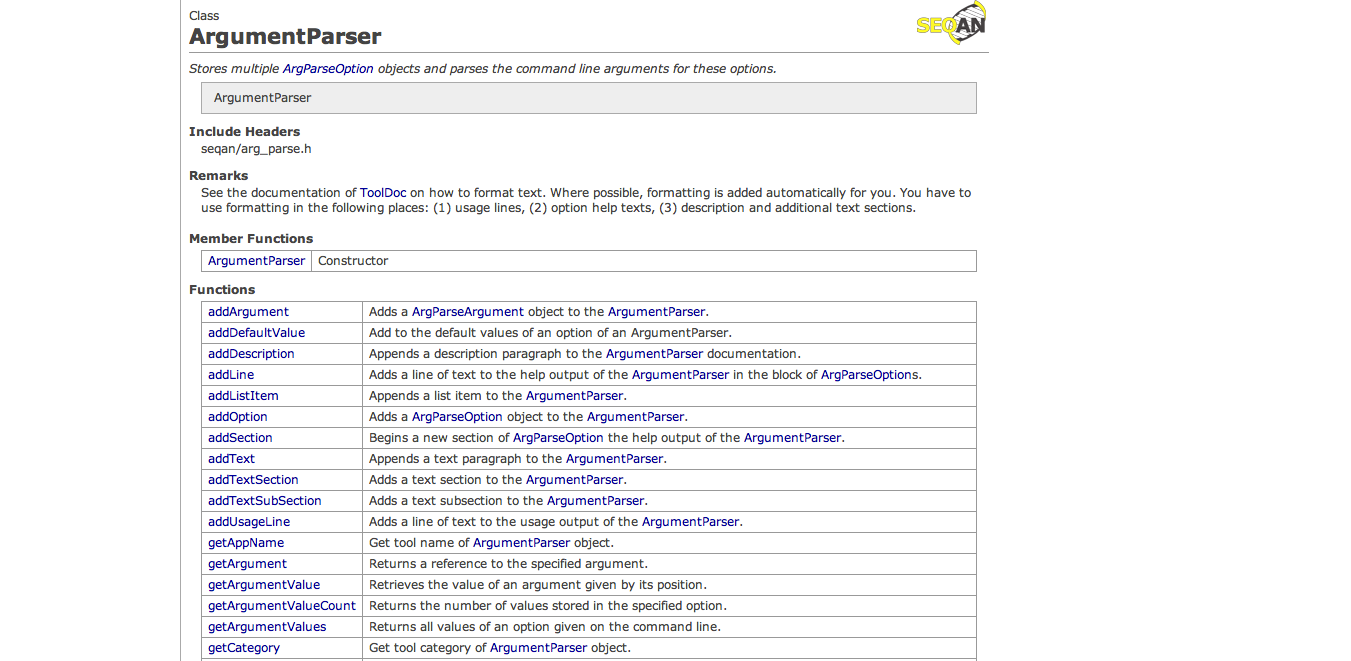 Class
SEQAN
ArgumentParser
Stores multiple ArgParseOption objects and parses the command line arguments for these options.
ArgumentParser
Include Headers
seqan/arg_parse.h
Remarks
See the documentation of ToolDoc on how to format text. Where possible, formatting is added automatically for you. You have to
use formatting in the following places: (1) usage lines, (2) option help texts, (3) description and additional text sections.
Member Functions
ArgumentParser Constructor
Functions
addArgument Adds a ArgParseArgument object to the ArgumentParser.
addDefaultValue Add to the default values of an option of an ArgumentParser.
addDescription Appends a description paragraph to the ArgumentParser documentation.
addLine Adds a line of text to the help output of the ArgumentParser in the block of ArgParseOptions.
addListItem Appends a list item to the ArgumentParser.
addOption Adds a ArgParseOption object to the ArgumentParser.
addSection Begins a new section of ArgParseOption the help output of the ArgumentParser.
addText Appends a text paragraph to the ArgumentParser.
addTextSection Adds a text section to the ArgumentParser.
addTextSubSection Adds a text subsection to the ArgumentParser.
addUsageLine Adds a line of text to the usage output of the ArgumentParser.
getAppName Get tool name of ArgumentParser object.
getArgument Returns a reference to the specified argument.
getArgumentValue Retrieves the value of an argument given by its position.
getArgumentValueCount Returns the number of values stored in the specified option.
getArgumentValues Returns all values of an option given on the command line.
getCategory Get tool category of ArgumentParser object.